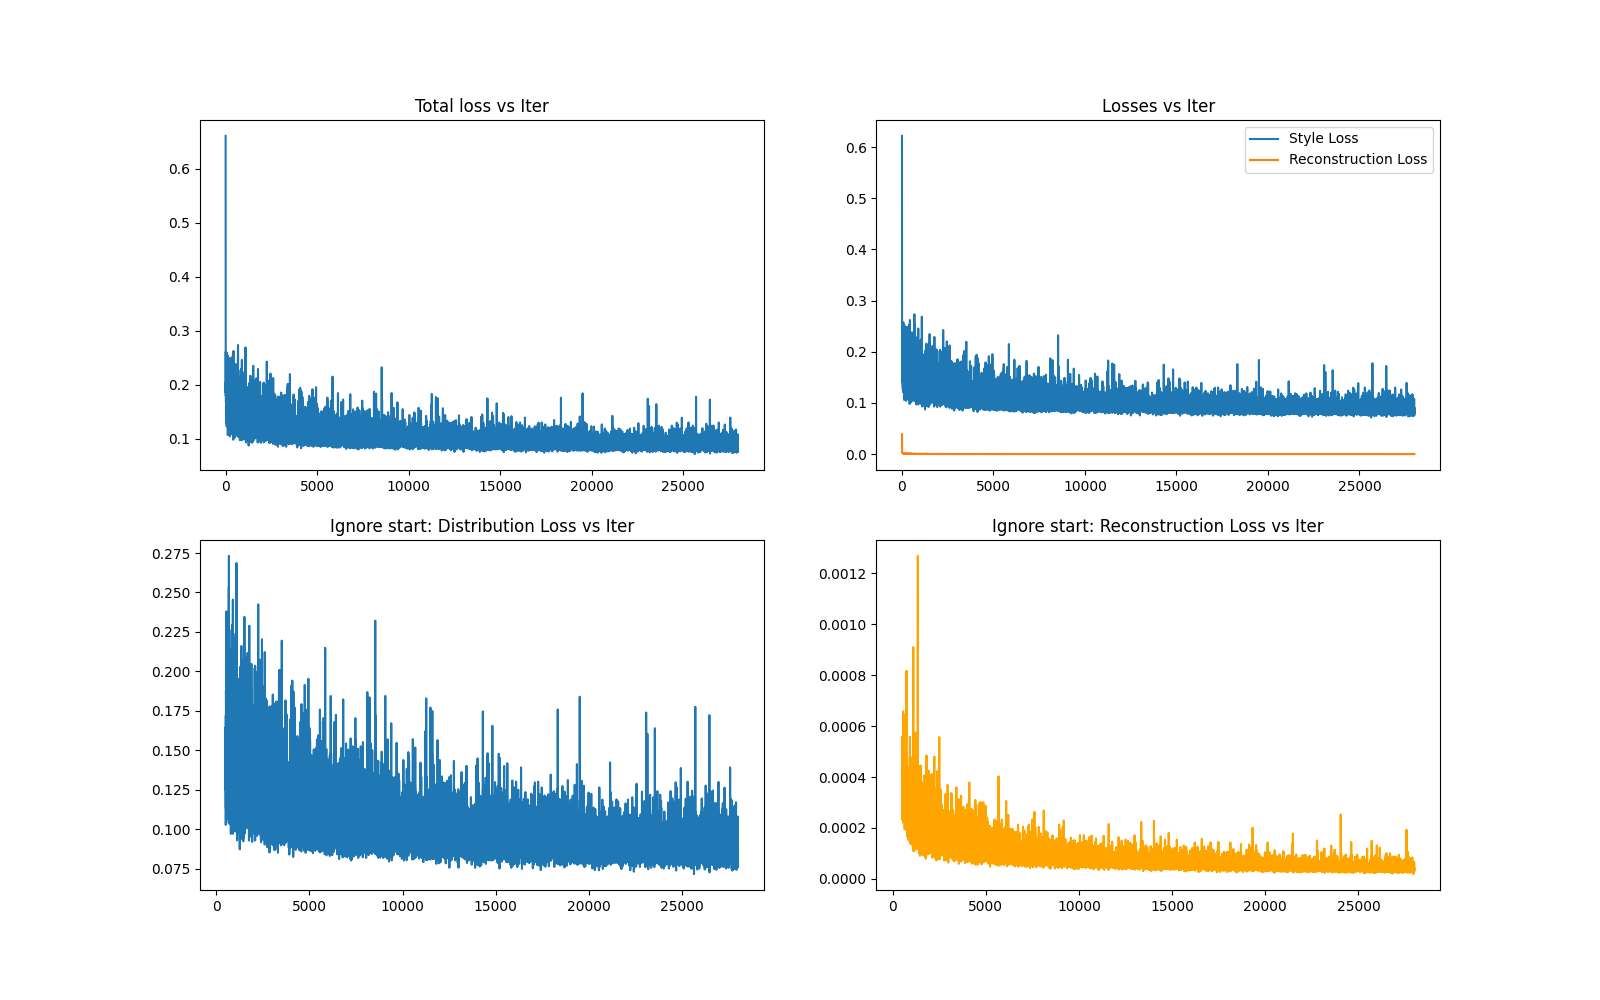 Total loss vs Iter
0.6
0.5
0.4
0.3
0.2
0.1
0 5000 10000 15000 20000 25000
Losses vs Iter
Style Loss
Reconstruction Loss
0.6
0.5
0.4
0.3
0.2
0.1
0.0
0 5000 10000 15000 20000 25000
Ignore start: Distribution Loss vs Iter
0.275
0.250
0.225
0.200
0.175
0.150
0.125
0.100
0.075
0 5000 10000 15000 20000 25000
Ignore start: Reconstruction Loss vs Iter
0.0012
0.0010
0.0008
0.0006
0.0004
0.0002
0.0000
0 5000 10000 15000 20000 25000